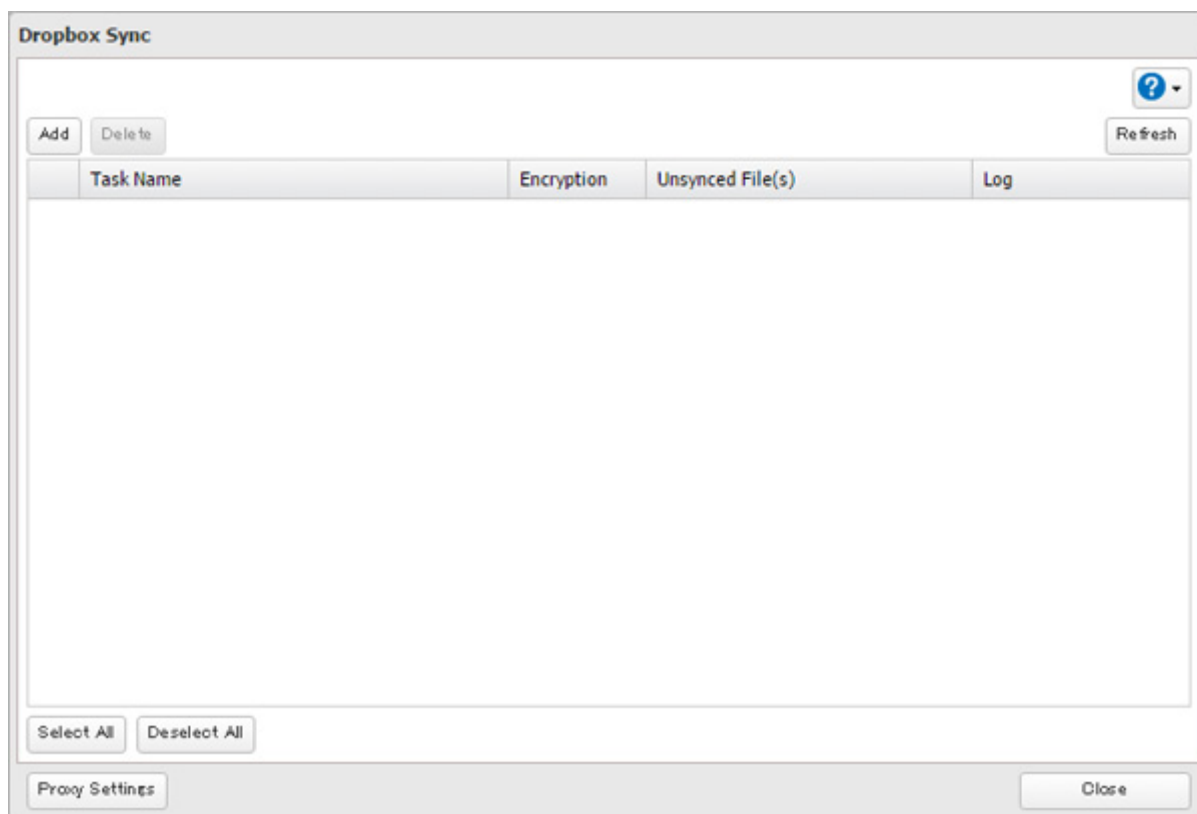 Dropbox Sync
?
Add Delete Refresh
Task Name Encryption Unsynced File(s) Log
Select All Deselect All
Proxy Settings Close